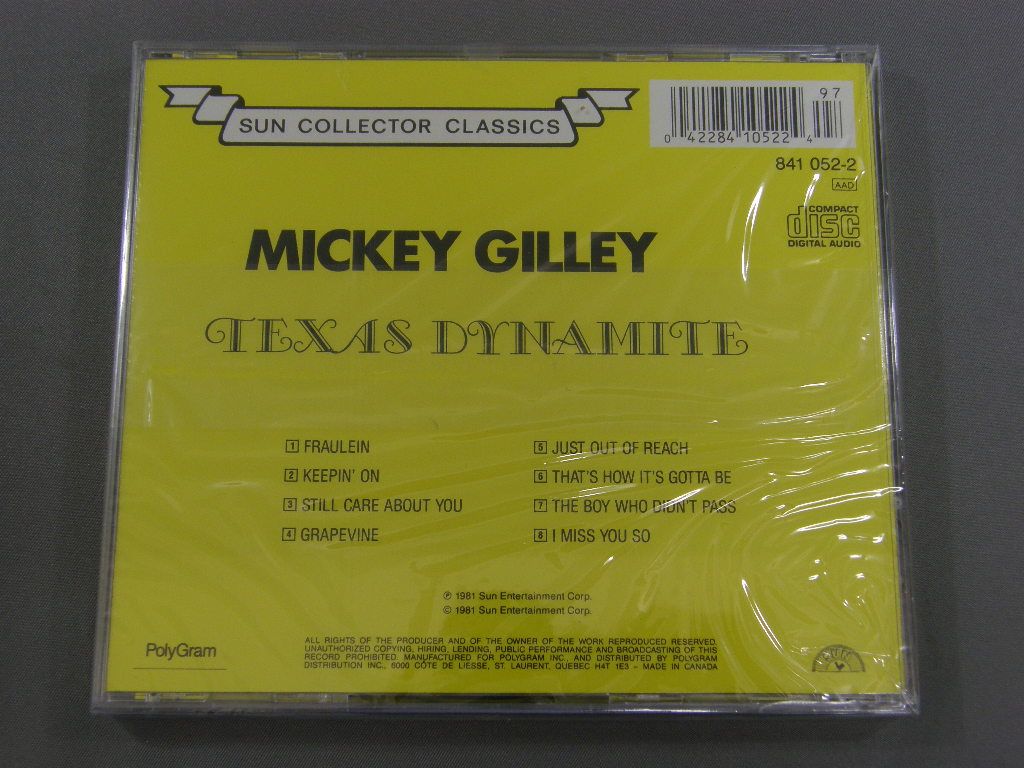 SUN COLLECTOR CLASSICS
97
0 42284 10522 4
841 052-2
AAD
COMPACT
disc
DIGITAL AUDIO
MICKEY GILLEY
TEXAS DYNAMITE
1 FRAULEIN
2 KEEPIN' ON
3 STILL CARE ABOUT YOU
4 GRAPEVINE
5 JUST OUT OF REACH
6 THAT'S HOW IT'S GOTTA BE
7 THE BOY WHO DIDN'T PASS
8 I MISS YOU SO
℗ 1981 Sun Entertainment Corp.
© 1981 Sun Entertainment Corp.
PolyGram
ALL RIGHTS OF THE PRODUCER AND OF THE OWNER OF THE WORK REPRODUCED RESERVED.
UNAUTHORIZED COPYING, HIRING, LENDING, PUBLIC PERFORMANCE AND BROADCASTING OF THIS
RECORD PROHIBITED. MANUFACTURED FOR POLYGRAM INC., AND DISTRIBUTED BY POLYGRAM
DISTRIBUTION INC., 6000 CÔTE DE LIESSE, ST. LAURENT, QUEBEC H4T 1E3 – MADE IN CANADA
SUN